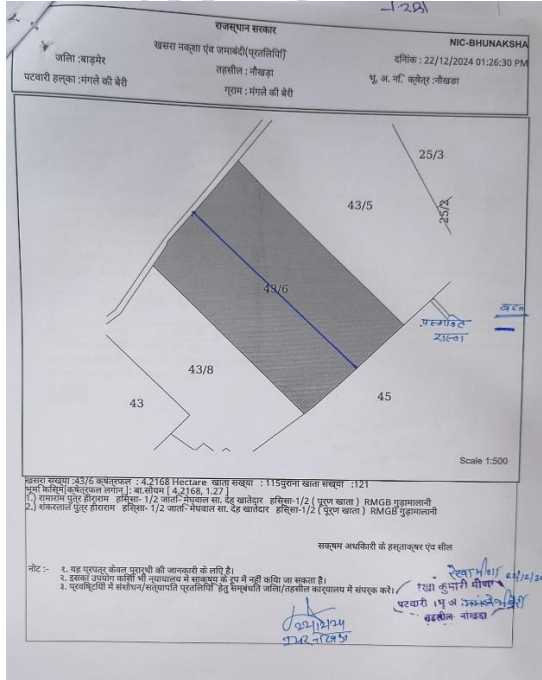 राजस्थान सरकार
NIC-BHUNAKSHA
खसरा नक्शा एंव जमाबंदी(प्रतिलिपि)
जिला :बाड़मेर
तहसील : नौखड़ा
दिनांक : 22/12/2024 01:26:30 PM
पटवारी हल्का : मंगले की बेरी
ग्राम : मंगले की बेरी
भू. अ. नि. क्षेत्र :नौखड़ा
25/3
43/5
25/2
43/6
43/8
45
43
Scale 1:500
खसरा संख्या :43/6 क्षेत्रफल : 4.2168 Hectare खाता संख्या : 115पुराना खाता संख्या :121
भूमी किस्म[क्षेत्रफल लगान ]: बा.सोयम [ 4.2168, 1.27 ]
1.) रामाराम पुत्र हीराराम हिस्सा- 1/2 जाति- मेघवाल सा. देह खातेदार हिस्सा-1/2 ( पूरण खाता ) RMGB गुड़ामालानी
2.) शंकरलाल पुत्र हीराराम हिस्सा- 1/2 जाति- मेघवाल सा. देह खातेदार हिस्सा-1/2 ( पूरण खाता ) RMGB गुड़ामालानी
सक्षम अधिकारी के हस्ताक्षर एंव सील
नोट :- १. यह प्रपत्र केवल प्रार्थी की जानकारी के लिए है।
२. इसका उपयोग किसी भी न्यायालय में साक्ष्य के रूप में नही किया जा सकता है।
३. प्रविष्टियों में संशोधन/सत्यापित प्रतिलिपि हेतु सम्बंधित जिला/तहसील कार्यालय में संपर्क करे।
पटवारी
तहसील नौखड़ा